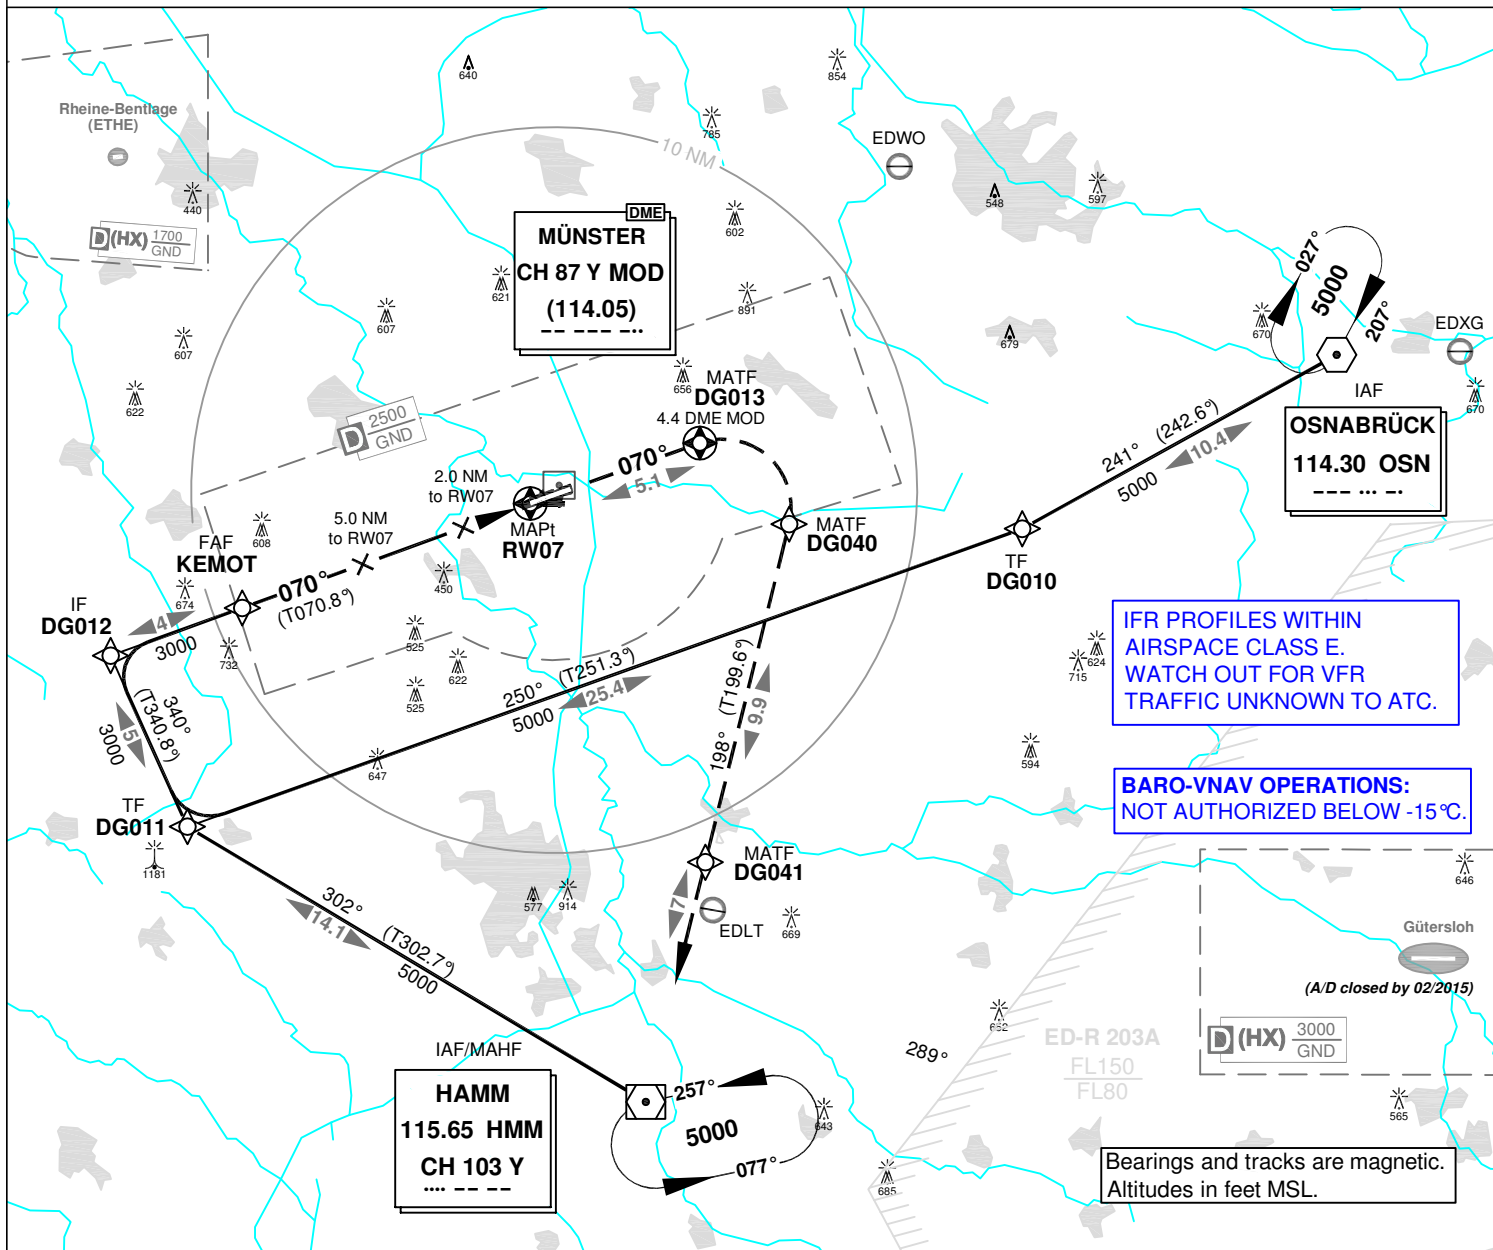 640
854
Rheine-Bentlage
(ETHE)
785
10 NM
EDWO
440
548
597
602
D (HX) 1700
GND
DME
MÜNSTER
CH 87 Y MOD
(114.05)
621
891
607
607
027°
5000
207°
670
EDXG
679
656
622
670
MATF
DG013
4.4 DME MOD
IAF
OSNABRÜCK
114.30 OSN
D 2500
GND
241° (242.6°)
5000
10.4
070°
5.1
2.0 NM
to RW07
5.0 NM
to RW07
MAPt
RW07
MATF
DG040
608
FAF
KEMOT
TF
DG010
450
674
070°
(T070.8°)
IF
DG012
4
3000
732
525
622
525
IFR PROFILES WITHIN
AIRSPACE CLASS E.
WATCH OUT FOR VFR
TRAFFIC UNKNOWN TO ATC.
624
715
250° (T251.3°)
5000
25.4
198° (T199.6°)
9.9
340°
(T340.8°)
5
3000
647
594
BARO-VNAV OPERATIONS:
NOT AUTHORIZED BELOW -15°C.
TF
DG011
1181
MATF
DG041
646
577
914
7
EDLT
669
302°
(T302.7°)
14.1
5000
Gütersloh
(A/D closed by 02/2015)
652
ED-R 203A
FL150
FL80
289°
D (HX) 3000
GND
IAF/MAHF
HAMM
115.65 HMM
CH 103 Y
257°
5000
077°
643
565
685
Bearings and tracks are magnetic.
Altitudes in feet MSL.